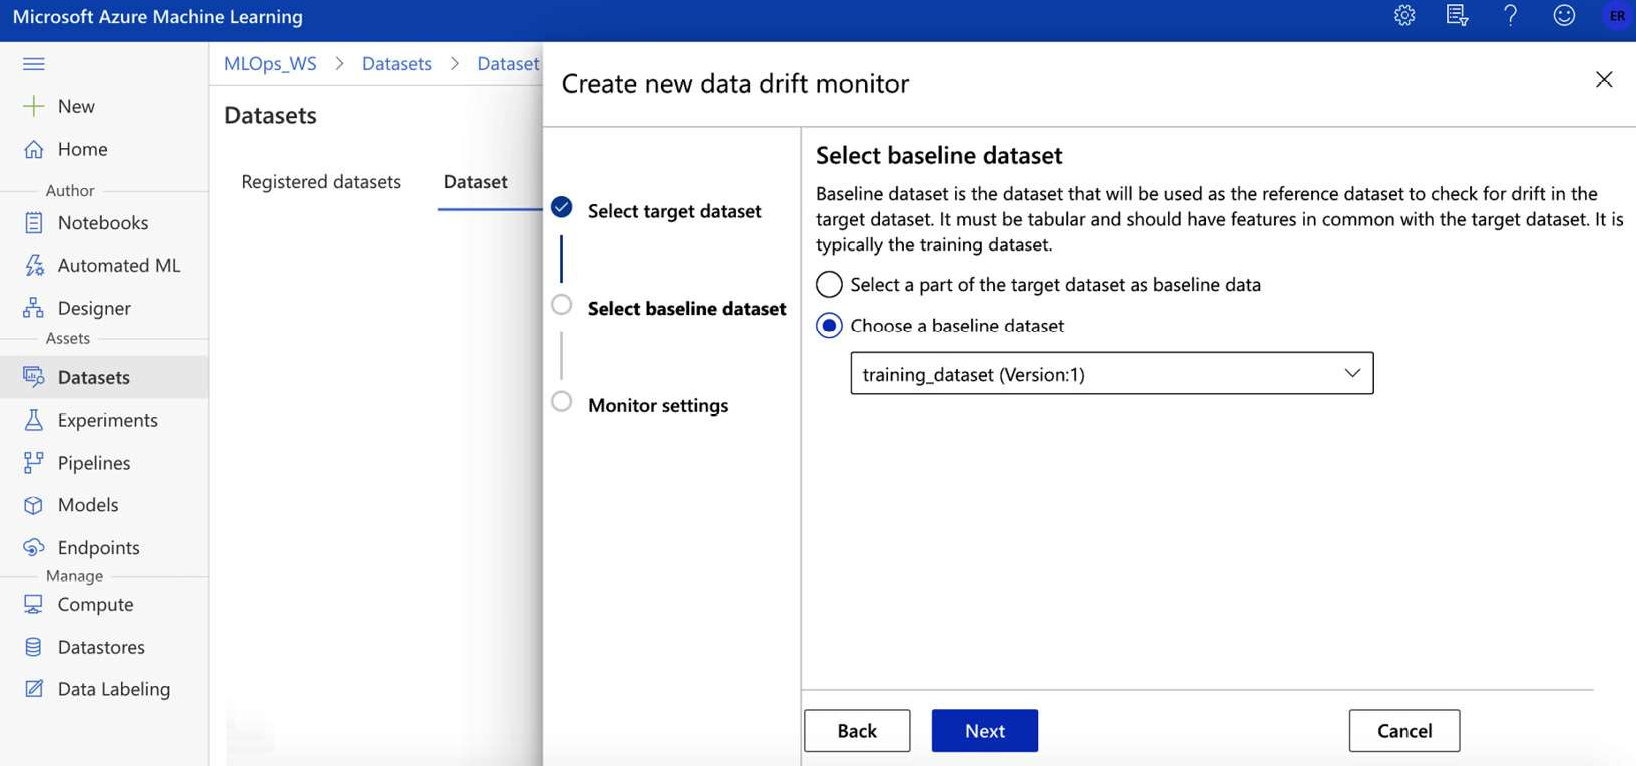 Microsoft Azure Machine Learning
ER
New
Home
Author
Notebooks
Automated ML
Designer
Assets
Datasets
Experiments
Pipelines
Models
Endpoints
Manage
Compute
Datastores
Data Labeling
MLOps_WS > Datasets > Dataset
Datasets
Registered datasets Dataset
Create new data drift monitor
Select target dataset
Select baseline dataset
Monitor settings
Select baseline dataset
Baseline dataset is the dataset that will be used as the reference dataset to check for drift in the
target dataset. It must be tabular and should have features in common with the target dataset. It is
typically the training dataset.
Select a part of the target dataset as baseline data
Choose a baseline dataset
training_dataset (Version:1)
Back Next Cancel